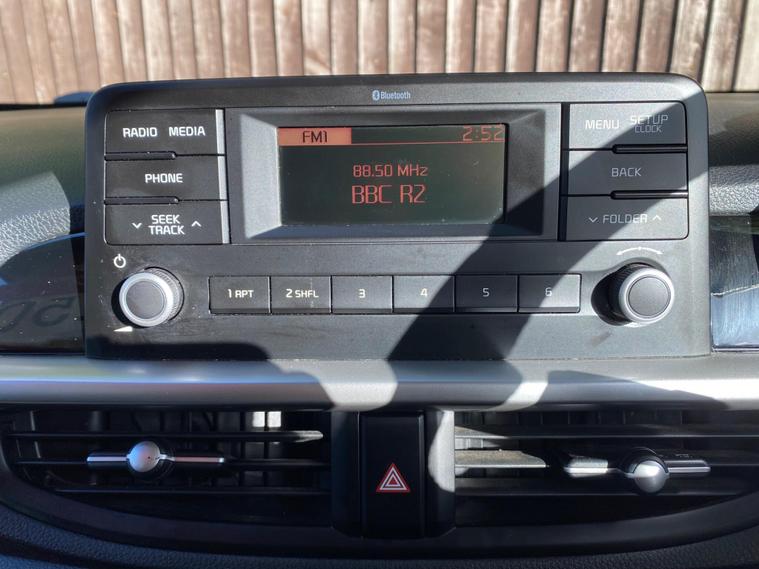 Bluetooth
RADIO MEDIA
FM1 2:52
MENU SETUP
CLOCK
PHONE
88.50 MHz
BACK
BBC R2
SEEK
TRACK
FOLDER
1 RPT 2 SHFL 3 4 5 6